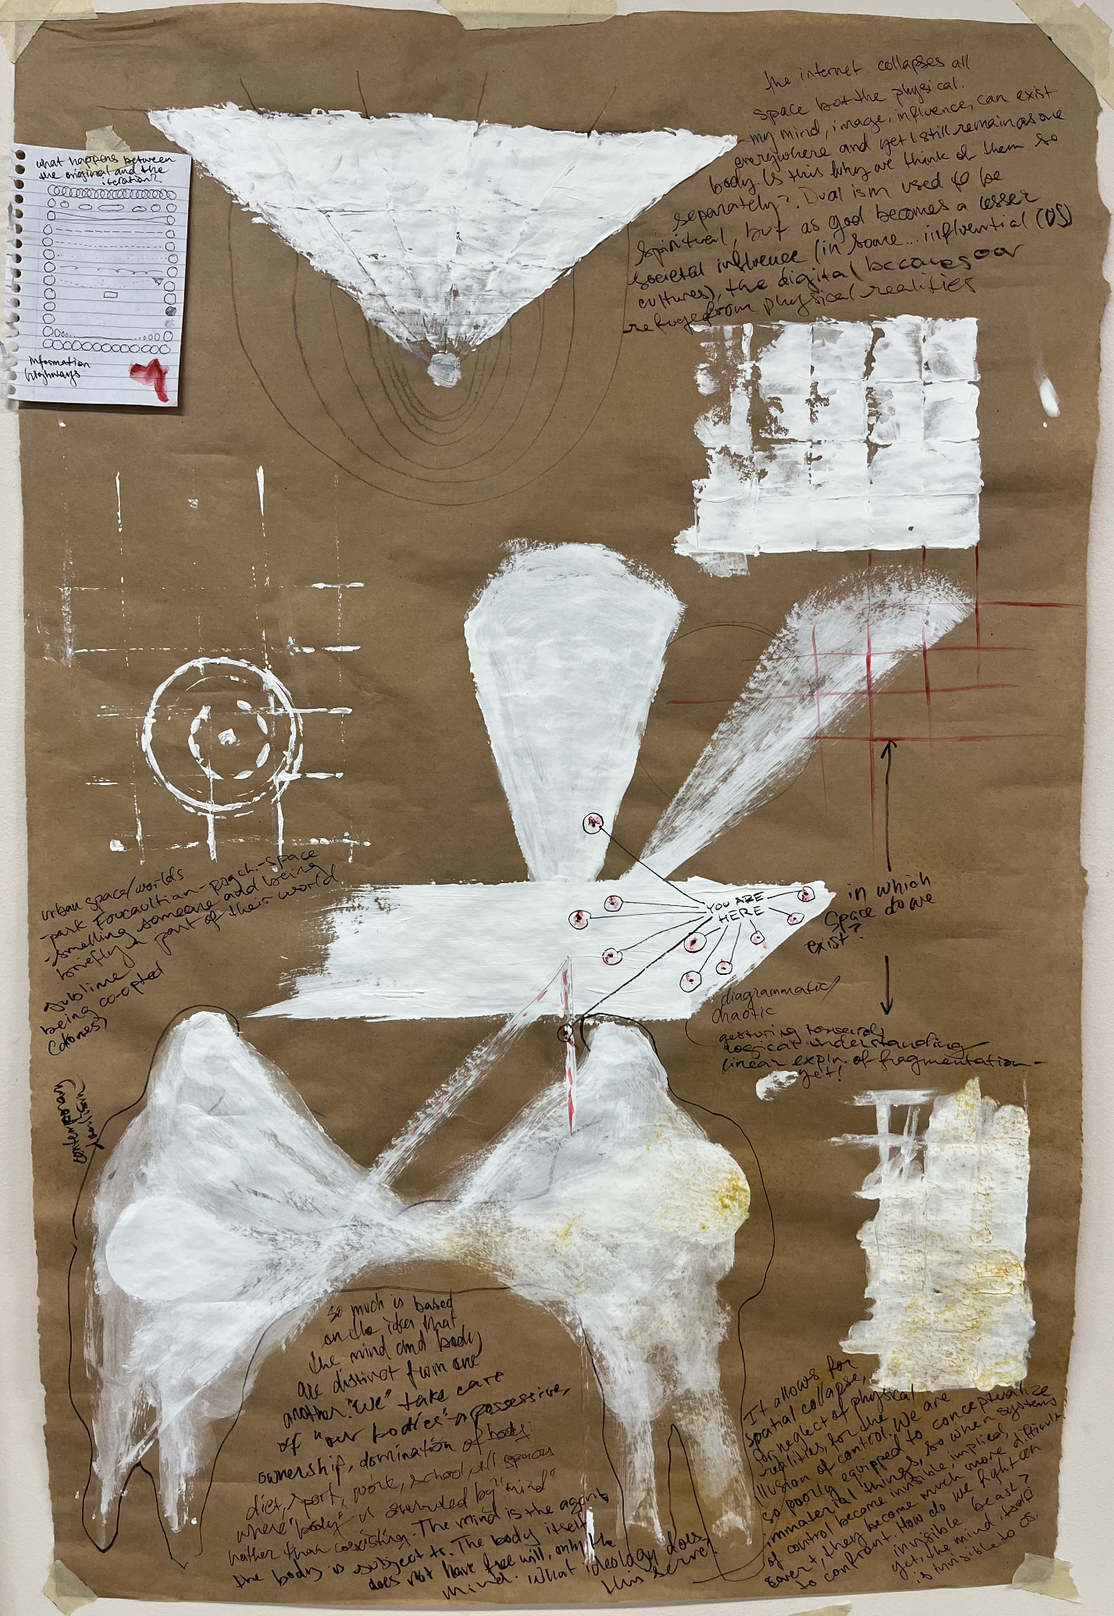 what happens between
the original and the
iteration?
information
highways
the internet collapses all
space but the physical.
my mind, image, influence, can exist
everywhere and yet I still remain as one
body. Is this why we think of them so
separately? Dualism used to be
spiritual, but as god becomes a lesser
societal influence (in some... influential (US)
cultures), the digital becomes our
refuge from physical realities
urban space/worlds
-park Foucaultian-psych-space
-smelling someone and being
briefly a part of their world
sublime
being co-opted
(drones)
YOU ARE
HERE
in which
space do we
exist?
diagrammatic/
chaotic
gesturing towards
logical understanding
linear expln. of fragmentation-
yet!
so much is based
on the idea that
the mind and body
are distinct from one
another. "We" take care
of "our bodies" - a possessive,
ownership, domination of body:
diet, sport, work, school, all spaces
where "body" is surrounded by "mind"
rather than coexisting. The mind is the agent,
the body is subject to. The body itself
does not have free will, only the
mind. What ideology does
this serve?
It allows for
spatial collapse,
for neglect of physical
realities, for the
illusion of control. We are
so poorly equipped to conceptualize
immaterial things, so when systems
of control become invisible, implied,
they become much more difficult
to confront. How do we fight an
invisible bear?
yet, the mind itself
is invisible to us.